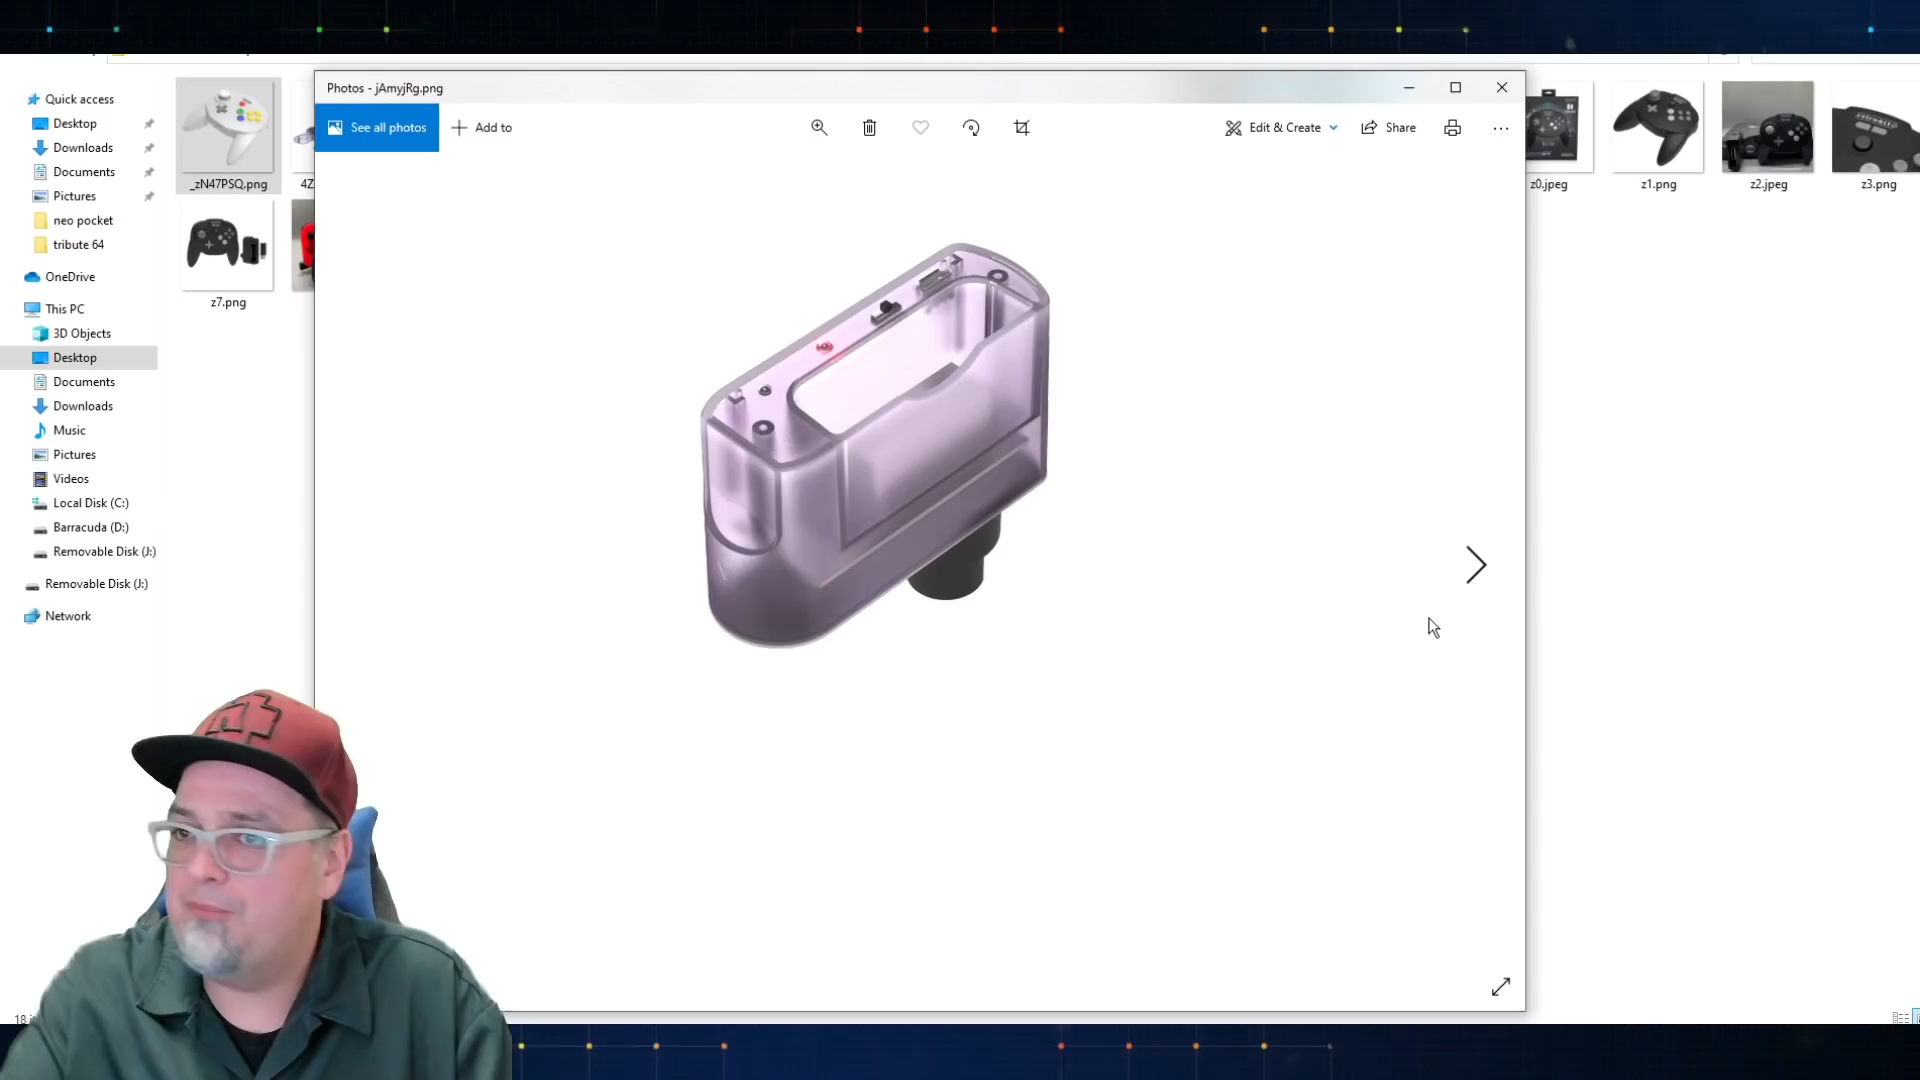 Quick access
Desktop
Downloads
Documents
Pictures
neo pocket
tribute 64
OneDrive
This PC
3D Objects
Desktop
Documents
Downloads
Music
Pictures
Videos
Local Disk (C:)
Barracuda (D:)
Removable Disk (J:)
Removable Disk (J:)
Network
_zN47PSQ.png
4Z
z7.png
Photos - jAmyjRg.png
See all photos
Add to
Edit & Create
Share
z0.jpeg
z1.png
z2.jpeg
z3.png
18